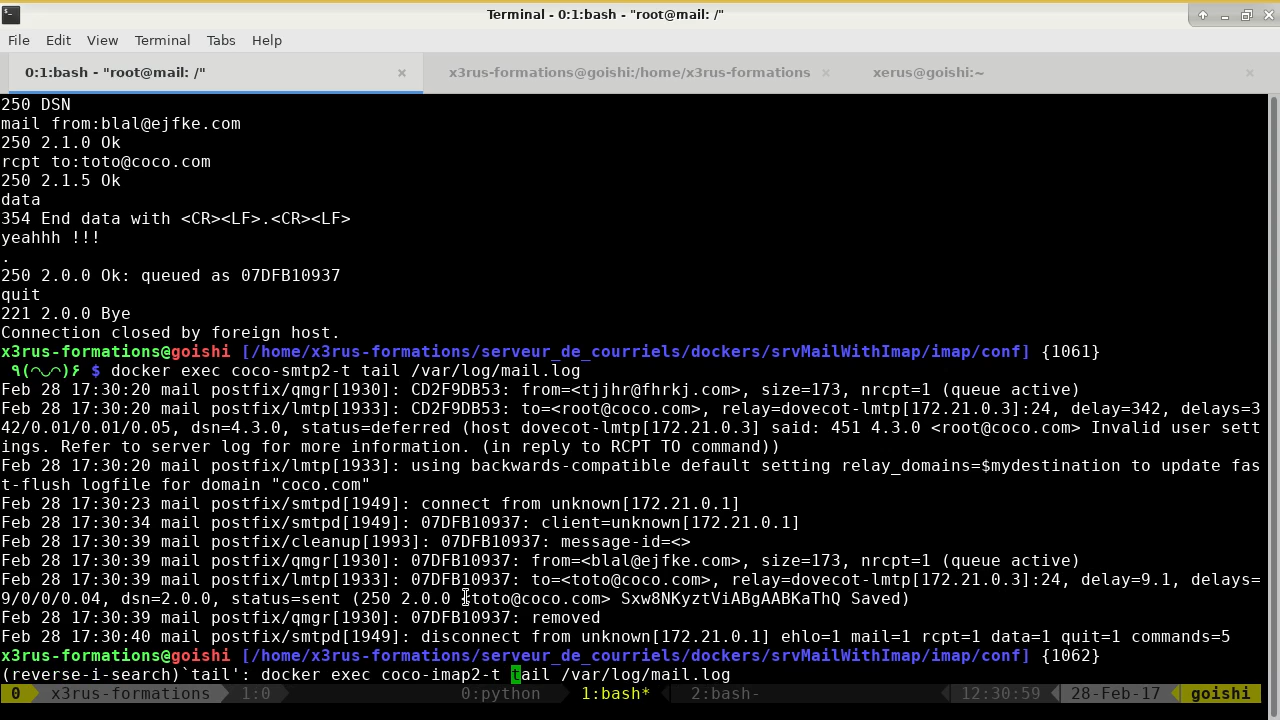 Terminal - 0:1:bash - "root@mail: /"
File Edit View Terminal Tabs Help
0:1:bash - "root@mail: /" × x3rus-formations@goishi:/home/x3rus-formations × xerus@goishi:~ ×
250 DSN
mail from:blal@ejfke.com
250 2.1.0 Ok
rcpt to:toto@coco.com
250 2.1.5 Ok
data
354 End data with <CR><LF>.<CR><LF>
yeahhh !!!
.
250 2.0.0 Ok: queued as 07DFB10937
quit
221 2.0.0 Bye
Connection closed by foreign host.
x3rus-formations@goishi [/home/x3rus-formations/serveur_de_courriels/dockers/srvMailWithImap/imap/conf] {1061}
٩(◠‿◠)۶ $ docker exec coco-smtp2-t tail /var/log/mail.log
Feb 28 17:30:20 mail postfix/qmgr[1930]: CD2F9DB53: from=<tjjhr@fhrkj.com>, size=173, nrcpt=1 (queue active)
Feb 28 17:30:20 mail postfix/lmtp[1933]: CD2F9DB53: to=<root@coco.com>, relay=dovecot-lmtp[172.21.0.3]:24, delay=342, delays=3
42/0.01/0.01/0.05, dsn=4.3.0, status=deferred (host dovecot-lmtp[172.21.0.3] said: 451 4.3.0 <root@coco.com> Invalid user sett
ings. Refer to server log for more information. (in reply to RCPT TO command))
Feb 28 17:30:20 mail postfix/lmtp[1933]: using backwards-compatible default setting relay_domains=$mydestination to update fas
t-flush logfile for domain "coco.com"
Feb 28 17:30:23 mail postfix/smtpd[1949]: connect from unknown[172.21.0.1]
Feb 28 17:30:34 mail postfix/smtpd[1949]: 07DFB10937: client=unknown[172.21.0.1]
Feb 28 17:30:39 mail postfix/cleanup[1993]: 07DFB10937: message-id=<>
Feb 28 17:30:39 mail postfix/qmgr[1930]: 07DFB10937: from=<blal@ejfke.com>, size=173, nrcpt=1 (queue active)
Feb 28 17:30:39 mail postfix/lmtp[1933]: 07DFB10937: to=<toto@coco.com>, relay=dovecot-lmtp[172.21.0.3]:24, delay=9.1, delays=
9/0/0/0.04, dsn=2.0.0, status=sent (250 2.0.0 <toto@coco.com> Sxw8NKyztViABgAABKaThQ Saved)
Feb 28 17:30:39 mail postfix/qmgr[1930]: 07DFB10937: removed
Feb 28 17:30:40 mail postfix/smtpd[1949]: disconnect from unknown[172.21.0.1] ehlo=1 mail=1 rcpt=1 data=1 quit=1 commands=5
x3rus-formations@goishi [/home/x3rus-formations/serveur_de_courriels/dockers/srvMailWithImap/imap/conf] {1062}
(reverse-i-search)`tail': docker exec coco-imap2-t tail /var/log/mail.log
0 x3rus-formations 1:0 0:python 1:bash* 2:bash- 12:30:59 28-Feb-17 goishi